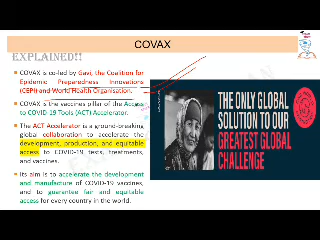 COVAX
EXPLAINED!!
COVAX is co-led by Gavi, the Coalition for
Epidemic Preparedness Innovations
(CEPI) and World Health Organisation.
COVAX is the vaccines pillar of the Access
to COVID-19 Tools (ACT) Accelerator.
The ACT Accelerator is a ground-breaking
global collaboration to accelerate the
development, production, and equitable
access to COVID-19 tests, treatments,
and vaccines.
Its aim is to accelerate the development
and manufacture of COVID-19 vaccines,
and to guarantee fair and equitable
access for every country in the world.
THE ONLY GLOBAL
SOLUTION TO OUR
GREATEST GLOBAL
CHALLENGE